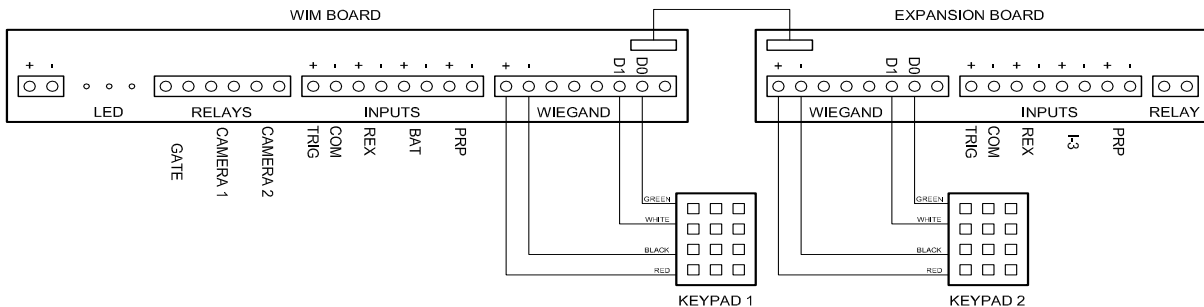 WIM BOARD
EXPANSION BOARD
+ -
+ - + - + - + -
+ -
D1
D0
+ -
D1
D0
+ - + - + - + -
LED
RELAYS
INPUTS
WIEGAND
WIEGAND
INPUTS
RELAY
GATE
CAMERA 1
CAMERA 2
TRIG
COM
REX
BAT
PRP
TRIG
COM
REX
I-3
PRP
GREEN
WHITE
BLACK
RED
GREEN
WHITE
BLACK
RED
KEYPAD 1
KEYPAD 2